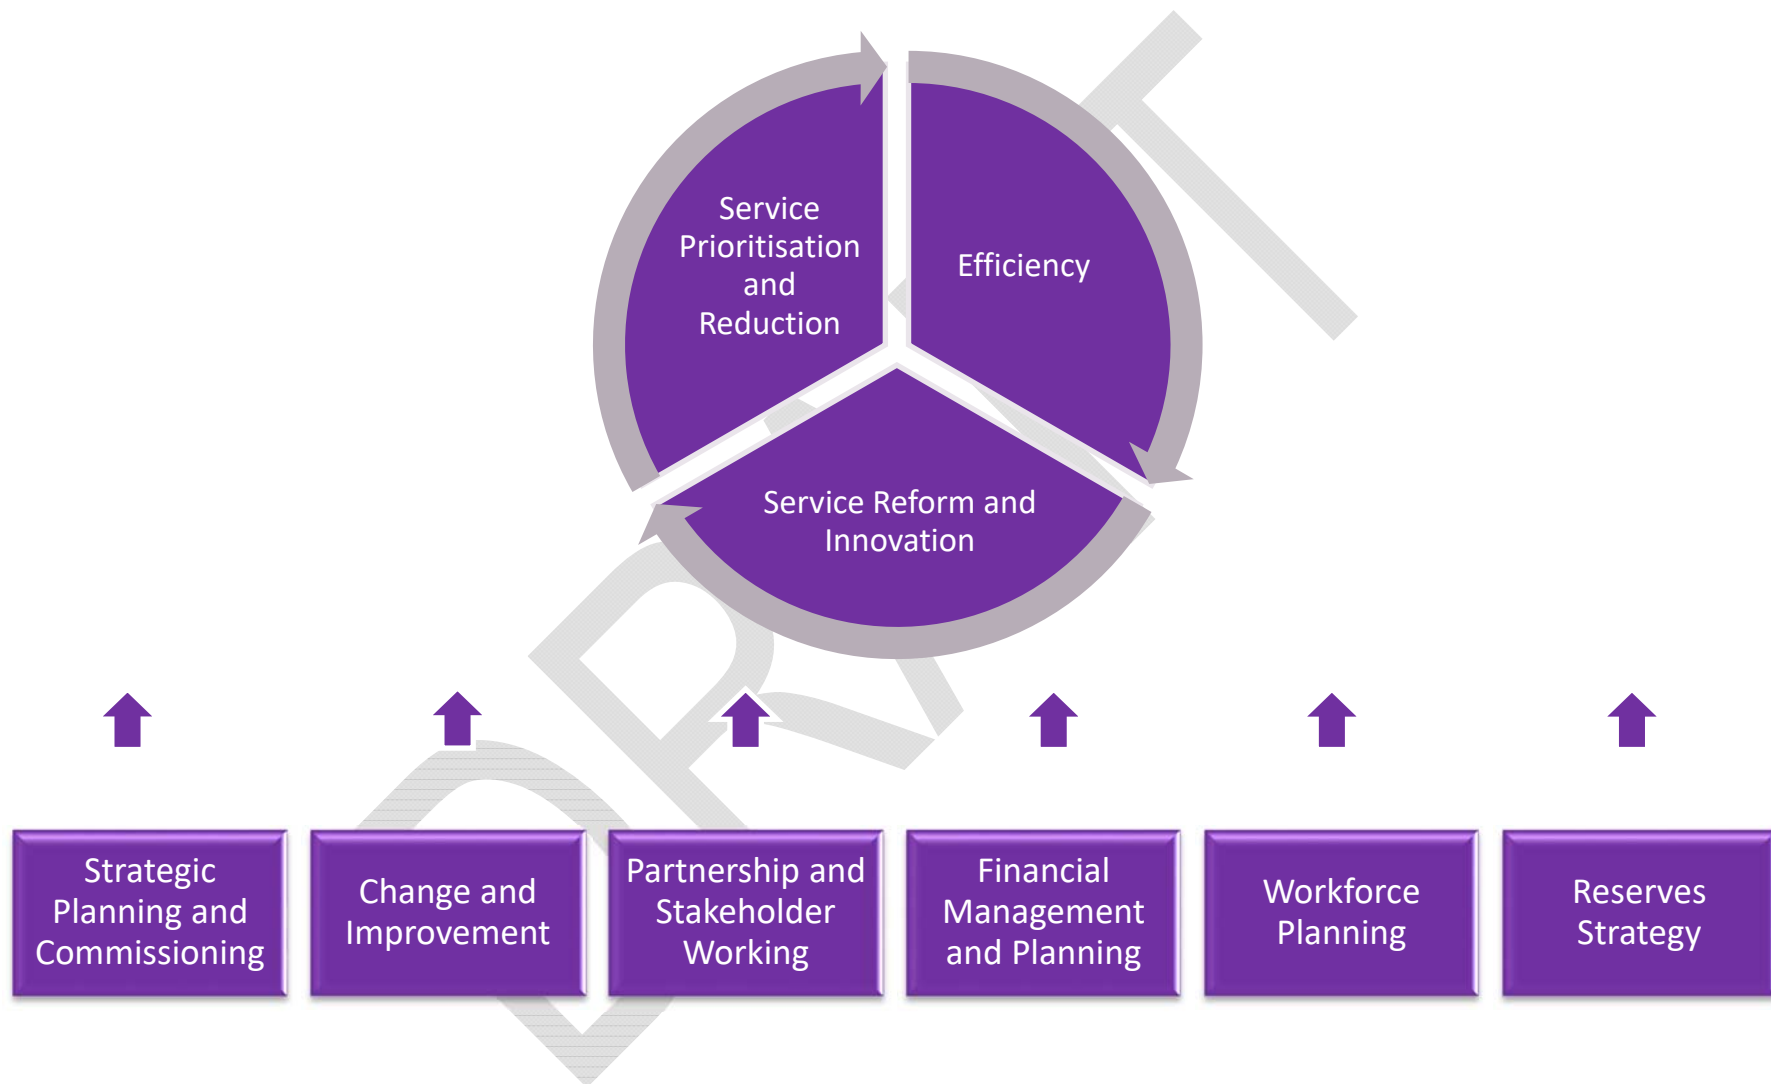 Service
Prioritisation
and
Reduction
Efficiency
Service Reform and
Innovation
Strategic
Planning and
Commissioning
Change and
Improvement
Partnership and
Stakeholder
Working
Financial
Management
and Planning
Workforce
Planning
Reserves
Strategy
DRAFT